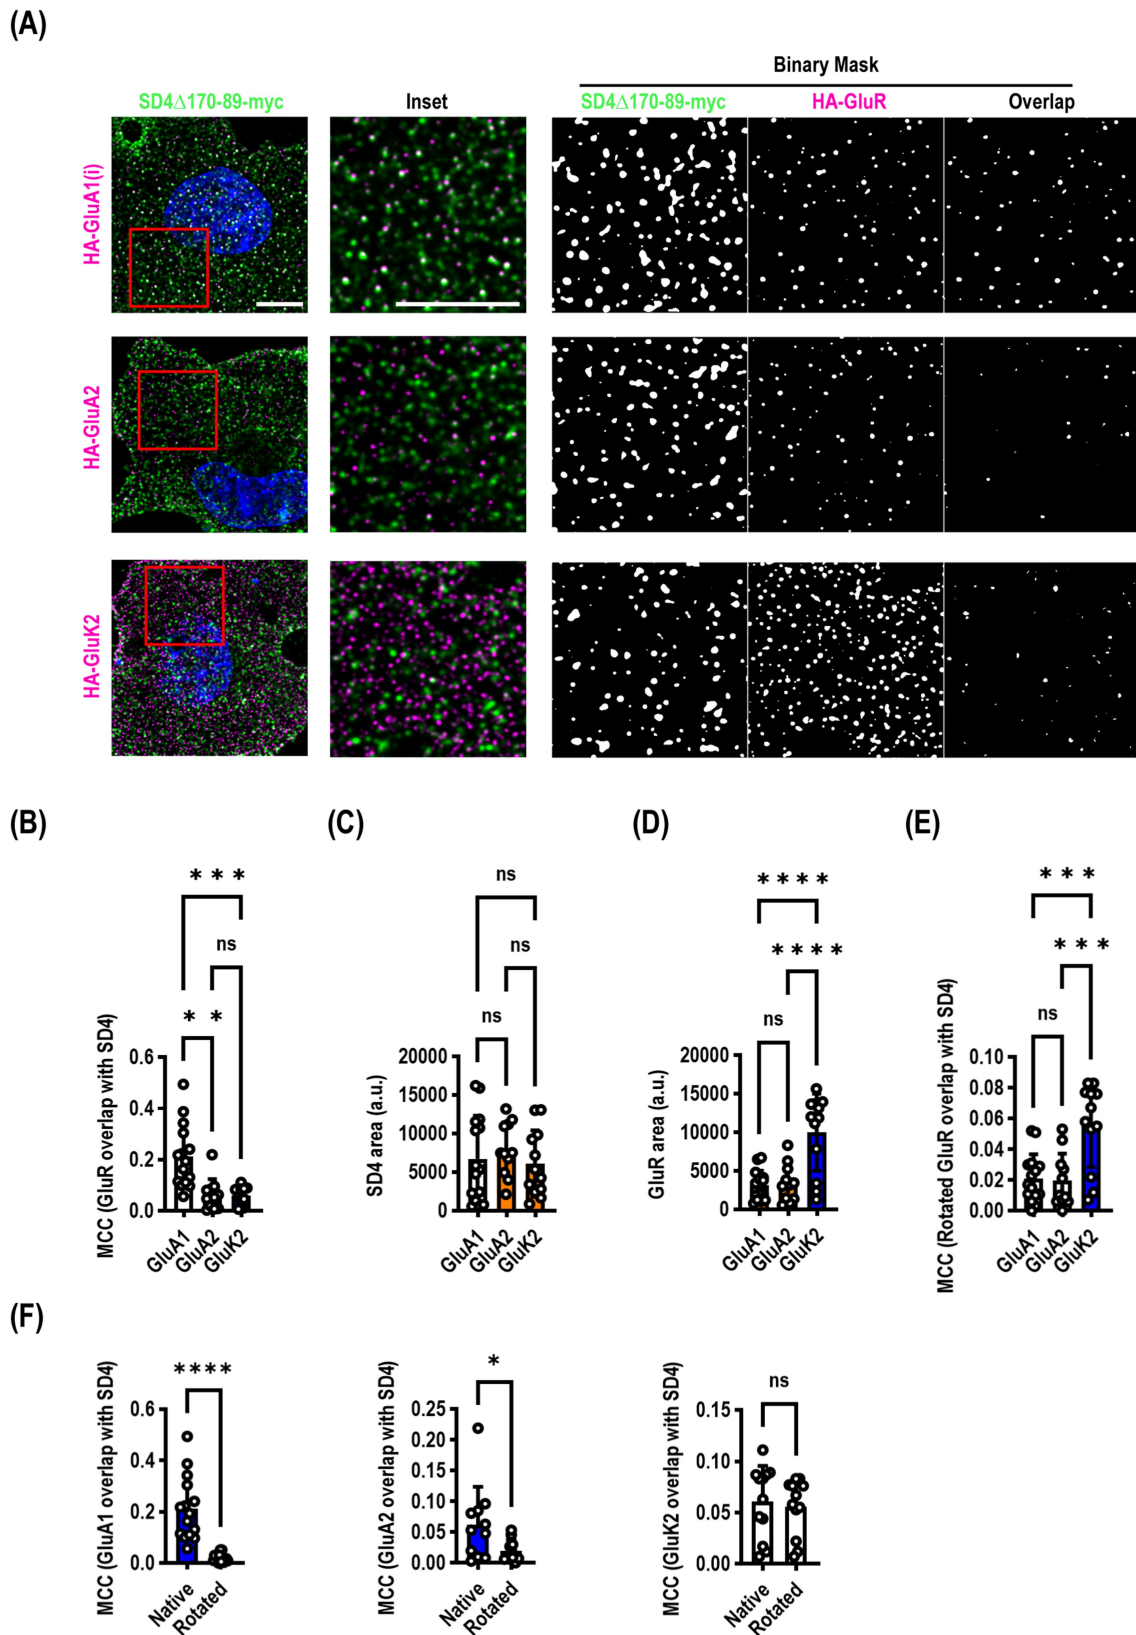 (A)
Binary Mask
SD4Δ170-89-myc
Inset
SD4Δ170-89-myc
HA-GluR
Overlap
HA-GluA1(i)
HA-GluA2
HA-GluK2
(B)
(C)
(D)
(E)
MCC (GluR overlap with SD4)
* * *
ns
* *
0.6
0.4
0.2
0.0
GluA1
GluA2
GluK2
SD4 area (a.u.)
ns
ns
ns
20000
15000
10000
5000
0
GluA1
GluA2
GluK2
GluR area (a.u.)
* * * *
* * * *
ns
20000
15000
10000
5000
0
GluA1
GluA2
GluK2
MCC (Rotated GluR overlap with SD4)
* * *
* * *
ns
0.10
0.08
0.06
0.04
0.02
0.00
GluA1
GluA2
GluK2
(F)
MCC (GluA1 overlap with SD4)
****
0.6
0.4
0.2
0.0
Native
Rotated
MCC (GluA2 overlap with SD4)
*
0.25
0.20
0.15
0.10
0.05
0.00
Native
Rotated
MCC (GluK2 overlap with SD4)
ns
0.15
0.10
0.05
0.00
Native
Rotated